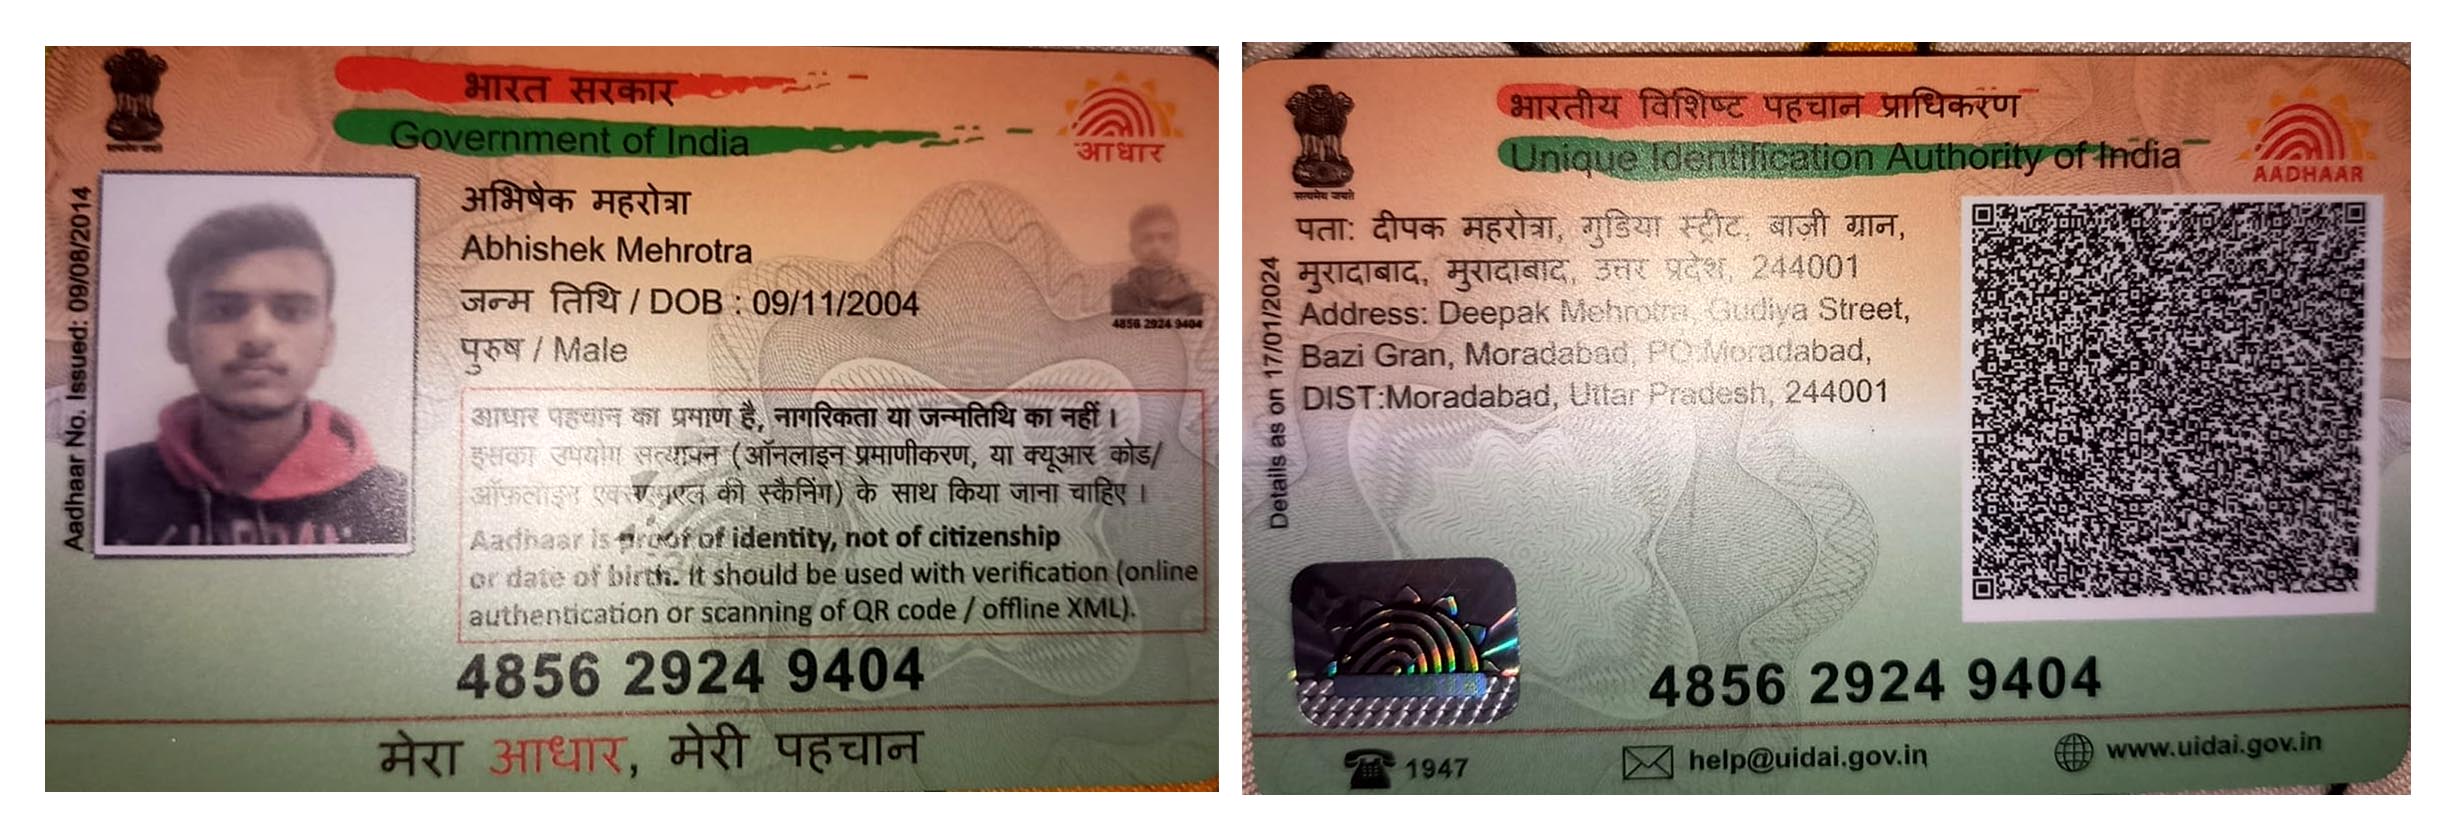 भारत सरकार
Government of India
आधार
Aadhaar No. Issued: 09/08/2014
अभिषेक महरोत्रा
Abhishek Mehrotra
जन्म तिथि / DOB : 09/11/2004
पुरुष / Male
4856 2924 9404
आधार पहचान का प्रमाण है, नागरिकता या जन्मतिथि का नहीं ।
इसका उपयोग सत्यापन (ऑनलाइन प्रमाणीकरण, या क्यूआर कोड/
ऑफलाइन एक्सएमएल की स्कैनिंग) के साथ किया जाना चाहिए ।
Aadhaar is proof of identity, not of citizenship
or date of birth. It should be used with verification (online
authentication or scanning of QR code / offline XML).
4856 2924 9404
मेरा आधार, मेरी पहचान
भारतीय विशिष्ट पहचान प्राधिकरण
Unique Identification Authority of India
AADHAAR
सत्यमेव जयते
Details as on 17/01/2024
पता: दीपक महरोत्रा, गुडिया स्ट्रीट, बाज़ी ग्रान,
मुरादाबाद, मुरादाबाद, उत्तर प्रदेश, 244001
Address: Deepak Mehrotra, Gudiya Street,
Bazi Gran, Moradabad, PO:Moradabad,
DIST:Moradabad, Uttar Pradesh, 244001
4856 2924 9404
1947
help@uidai.gov.in
www.uidai.gov.in